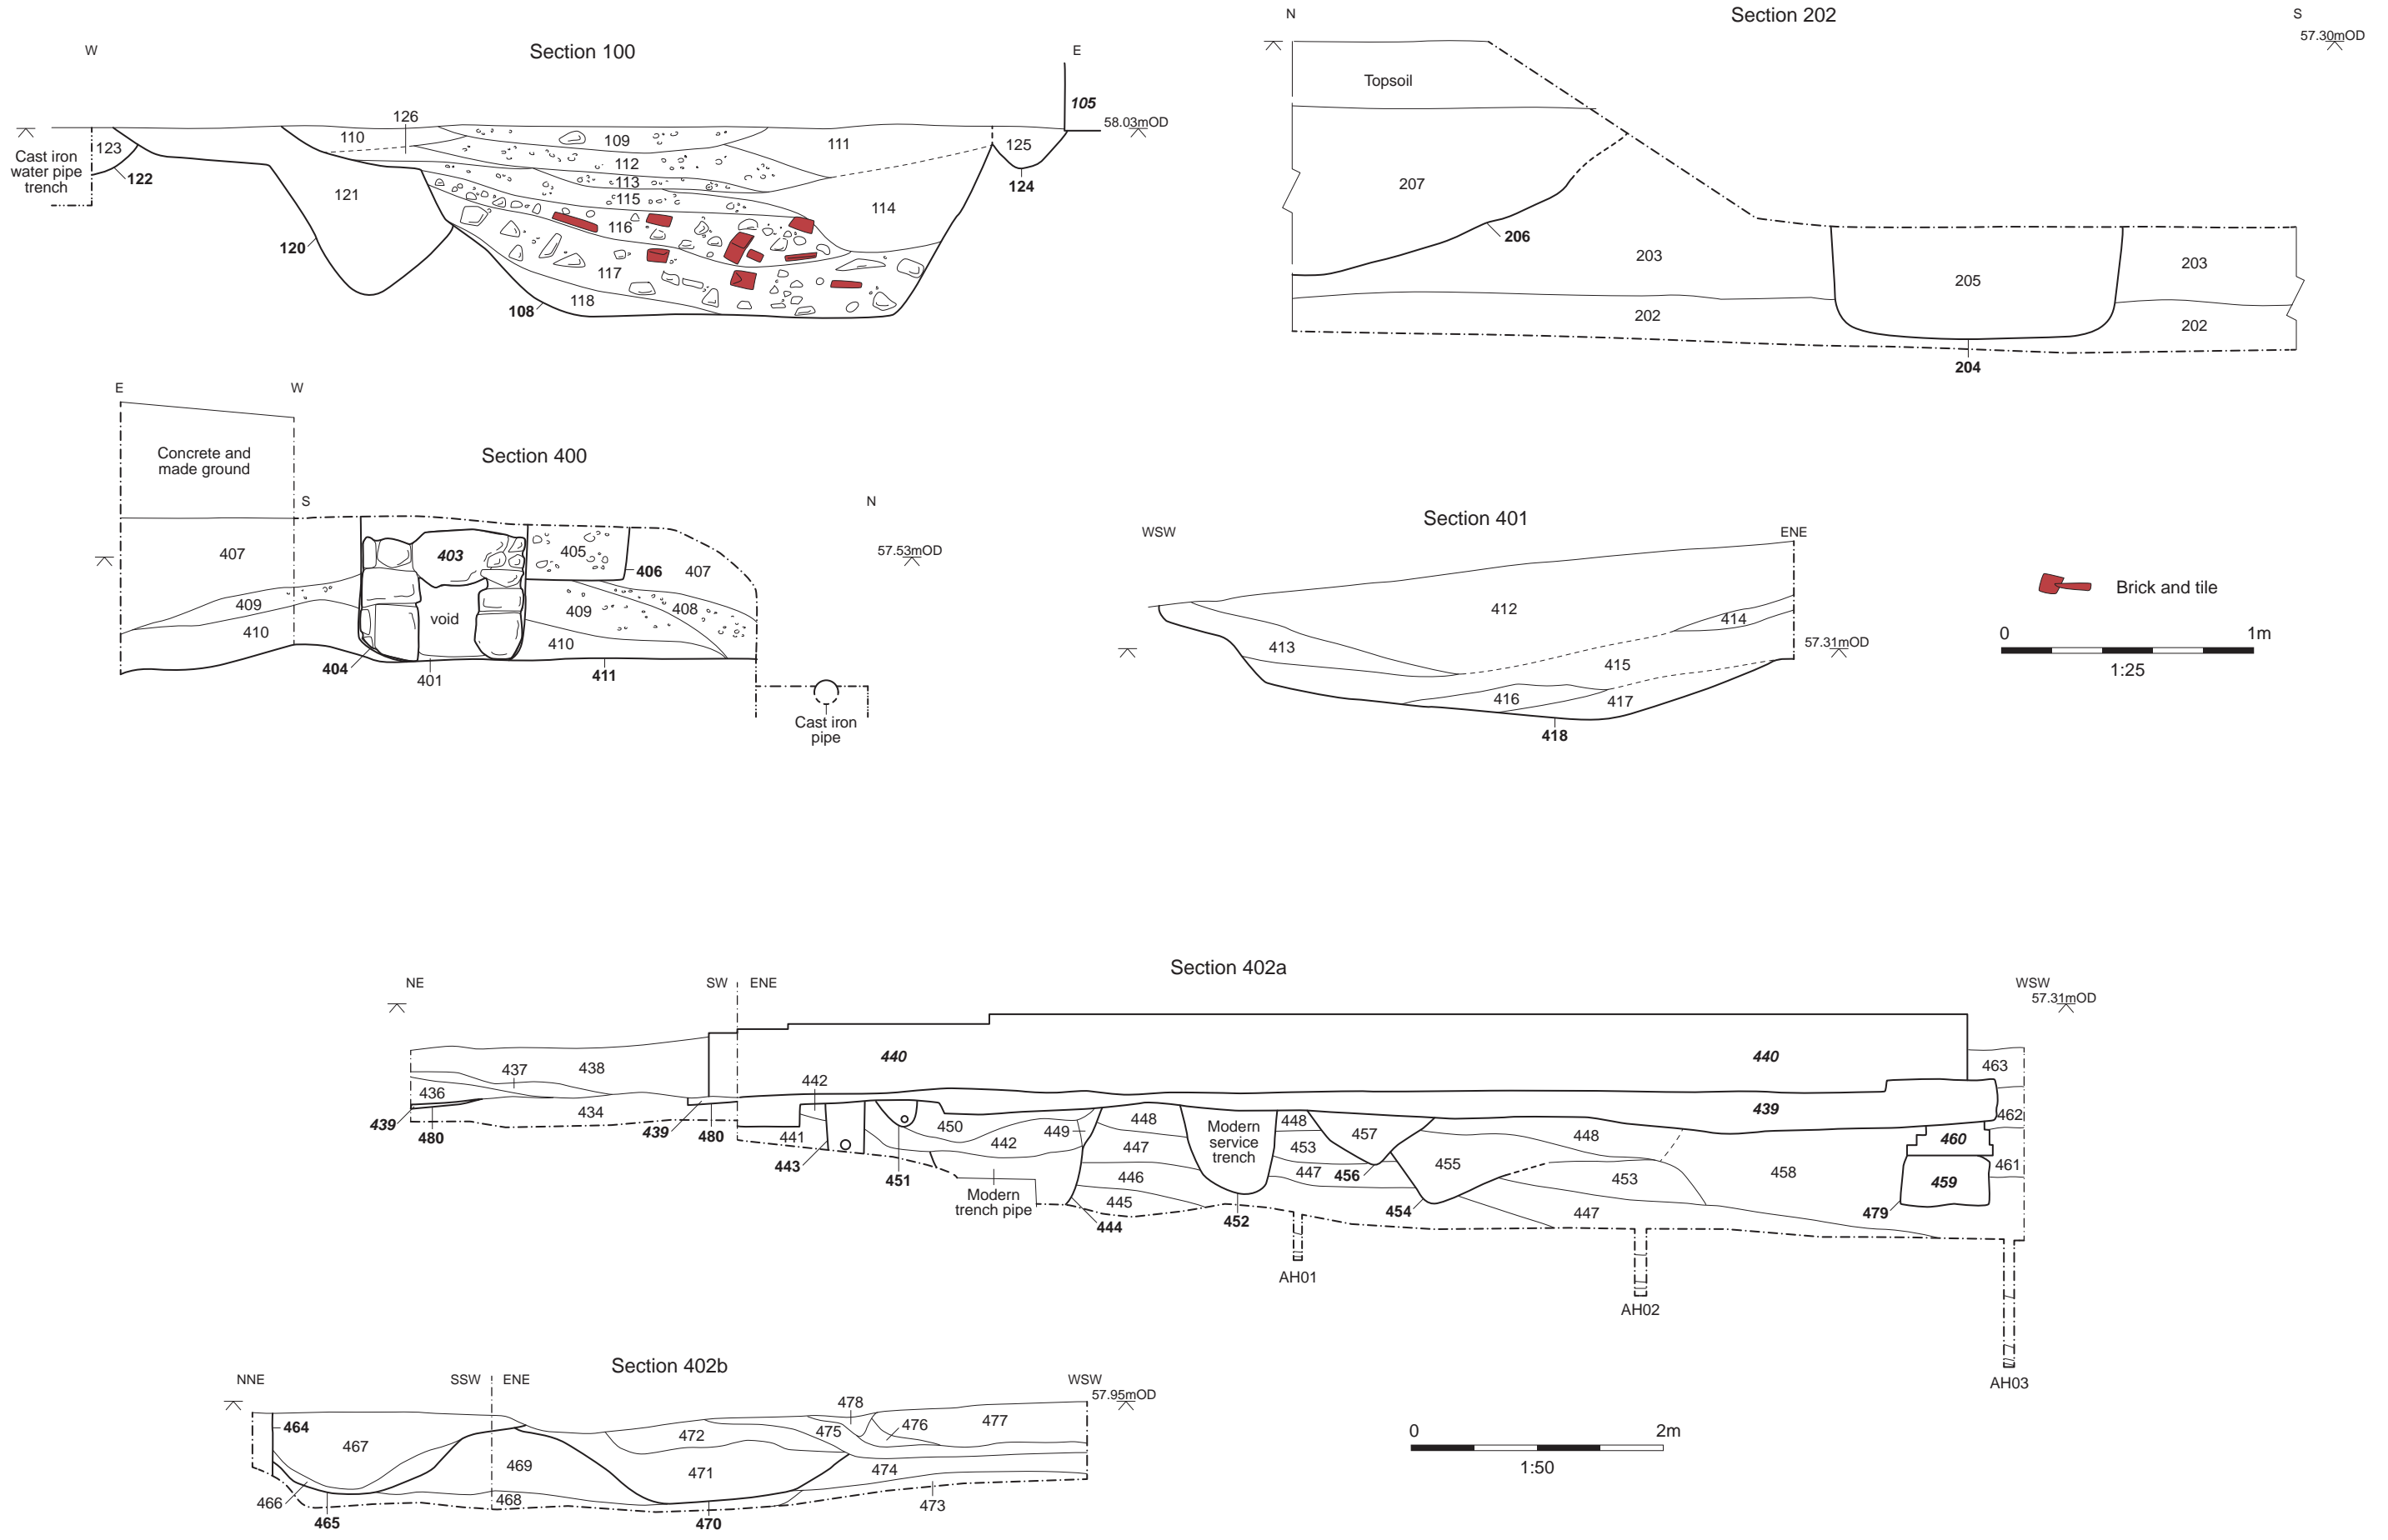 Section 100
W
E
105
58.03mOD
Cast iron
water pipe
trench
123
122
110
126
109
111
125
124
112
113
115
114
121
116
120
117
118
108
Section 202
N
S
57.30mOD
Topsoil
207
206
203
205
203
202
202
204
Section 400
E
W
Concrete and
made ground
S
N
57.53mOD
407
403
405
406
407
409
409
408
void
410
410
404
401
411
Cast iron
pipe
Section 401
WSW
ENE
412
414
57.31mOD
413
415
416
417
418
Brick and tile
0
1m
1:25
Section 402a
NE
SW
ENE
WSW
57.31mOD
440
440
463
437
438
442
436
439
434
439
462
439
480
480
441
443
450
442
449
451
448
447
446
445
Modern
service
trench
448
453
447
457
456
448
455
453
458
460
461
459
479
Modern
trench pipe
444
452
454
447
AH01
AH02
AH03
Section 402b
NNE
SSW
ENE
WSW
57.95mOD
464
467
472
478
475
476
477
469
471
474
466
468
473
465
470
0
2m
1:50